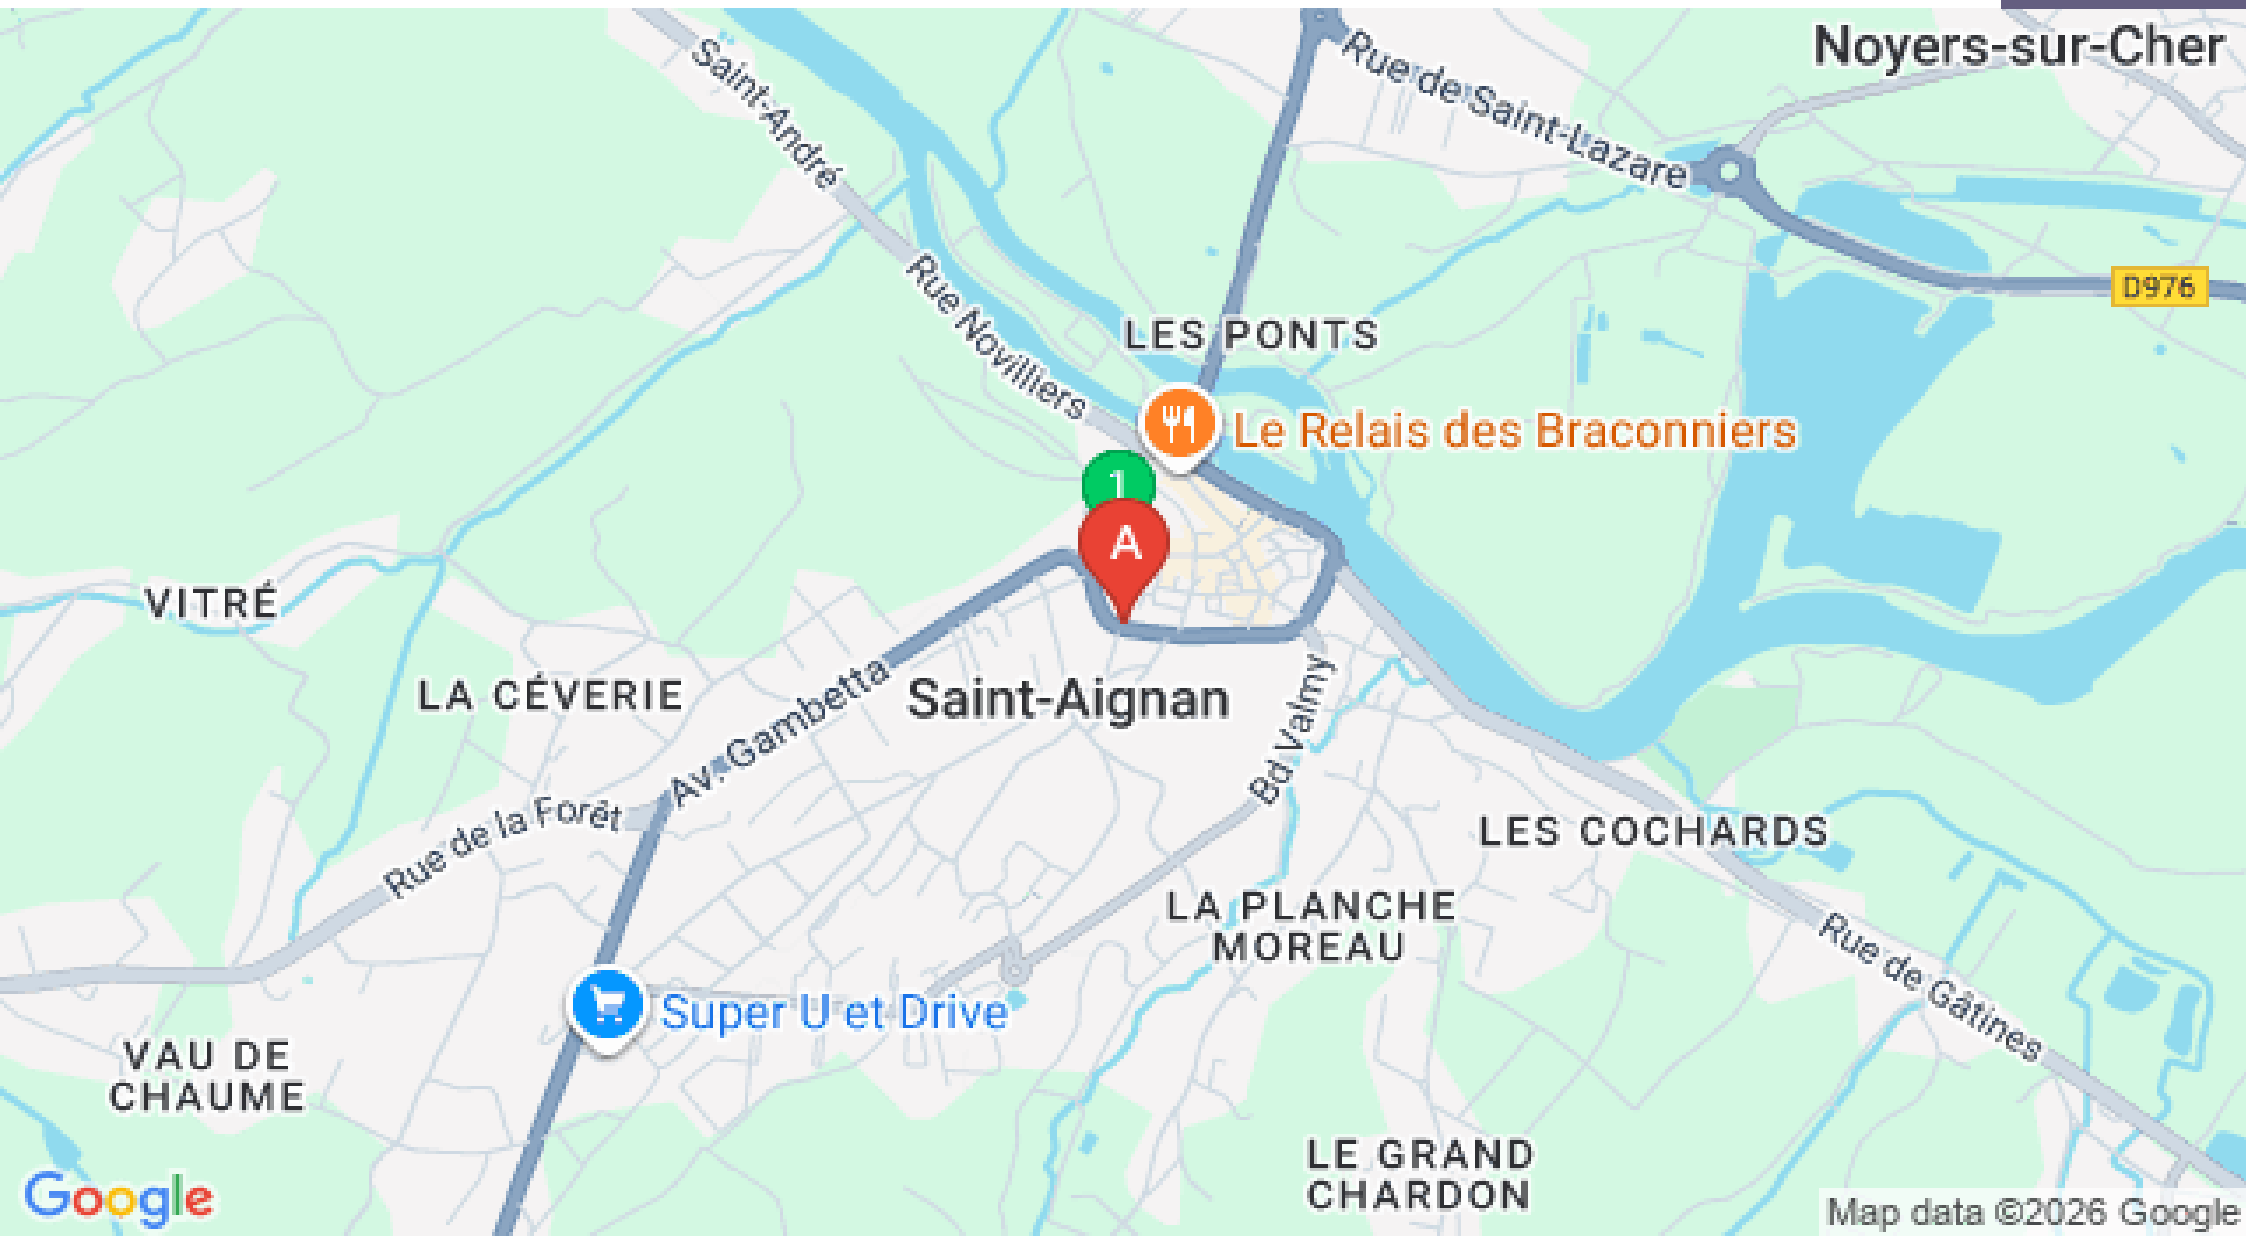 Noyers-sur-Cher
Saint-André
Rue de Saint-Lazare
D976
Rue Novilliers
LES PONTS
Le Relais des Braconniers
1
A
VITRÉ
LA CÉVERIE
Saint-Aignan
Av. Gambetta
Bd Valmy
Rue de la Forêt
LES COCHARDS
LA PLANCHE
MOREAU
Rue de Gâtines
Super U et Drive
VAU DE
CHAUME
LE GRAND
CHARDON
Google
Map data ©2026 Google